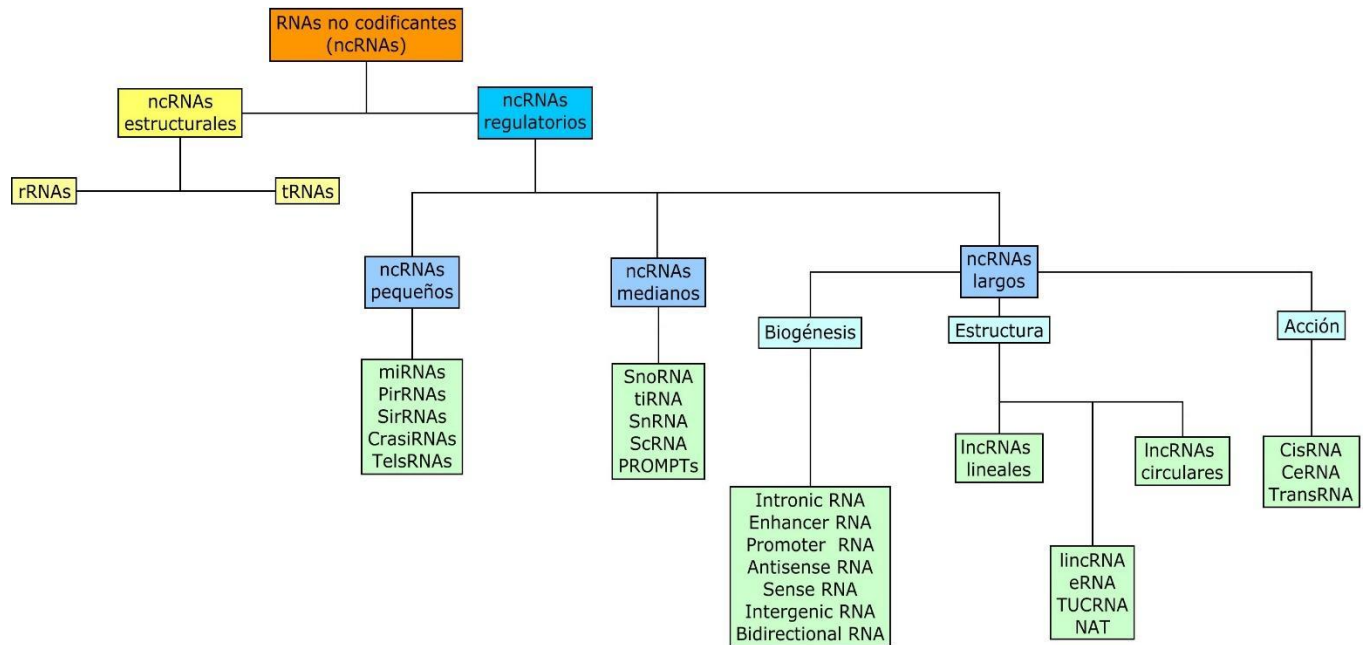 RNAs no codificantes
(ncRNAs)
ncRNAs
estructurales
ncRNAs
regulatorios
rRNAs
tRNAs
ncRNAs
pequeños
ncRNAs
medianos
ncRNAs
largos
Biogénesis
Estructura
Acción
miRNAs
PirRNAs
SirRNAs
CrasiRNAs
TelsRNAs
SnoRNA
tiRNA
SnRNA
ScRNA
PROMPTs
Intronic RNA
Enhancer RNA
Promoter RNA
Antisense RNA
Sense RNA
Intergenic RNA
Bidirectional RNA
lncRNAs
lineales
lincRNA
eRNA
TUCRNA
NAT
lncRNAs
circulares
CisRNA
CeRNA
TransRNA